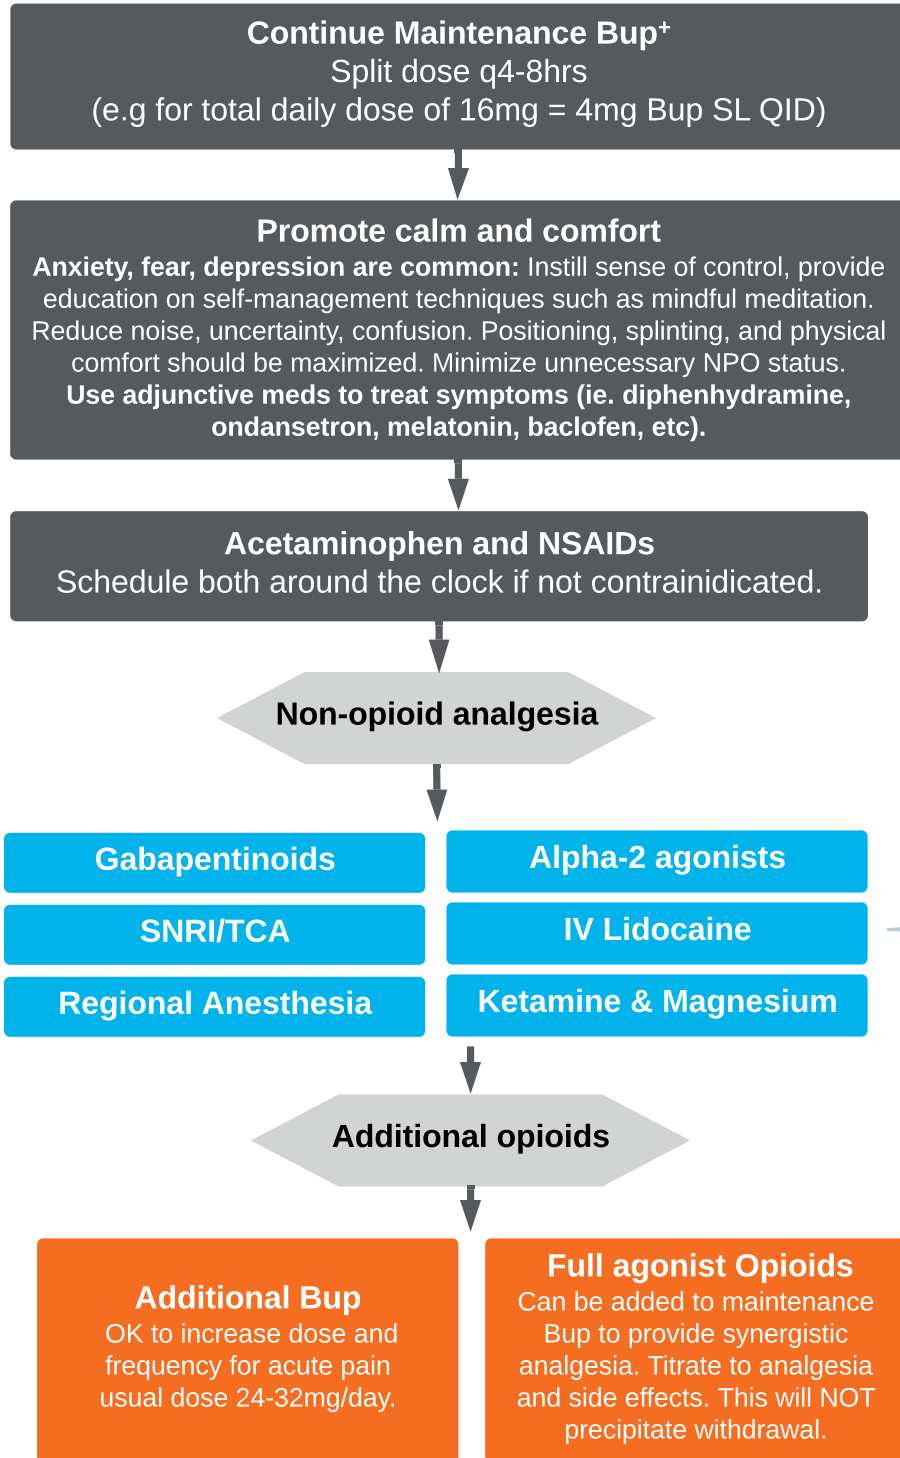 Continue Maintenance Bup⁺
Split dose q4-8hrs
(e.g for total daily dose of 16mg = 4mg Bup SL QID)
Promote calm and comfort
Anxiety, fear, depression are common: Instill sense of control, provide
education on self-management techniques such as mindful meditation.
Reduce noise, uncertainty, confusion. Positioning, splinting, and physical
comfort should be maximized. Minimize unnecessary NPO status.
Use adjunctive meds to treat symptoms (ie. diphenhydramine,
ondansetron, melatonin, baclofen, etc).
Acetaminophen and NSAIDs
Schedule both around the clock if not contrainidicated.
Non-opioid analgesia
Gabapentinoids
Alpha-2 agonists
SNRI/TCA
IV Lidocaine
Regional Anesthesia
Ketamine & Magnesium
Additional opioids
Additional Bup
OK to increase dose and
frequency for acute pain
usual dose 24-32mg/day.
Full agonist Opioids
Can be added to maintenance
Bup to provide synergistic
analgesia. Titrate to analgesia
and side effects. This will NOT
precipitate withdrawal.